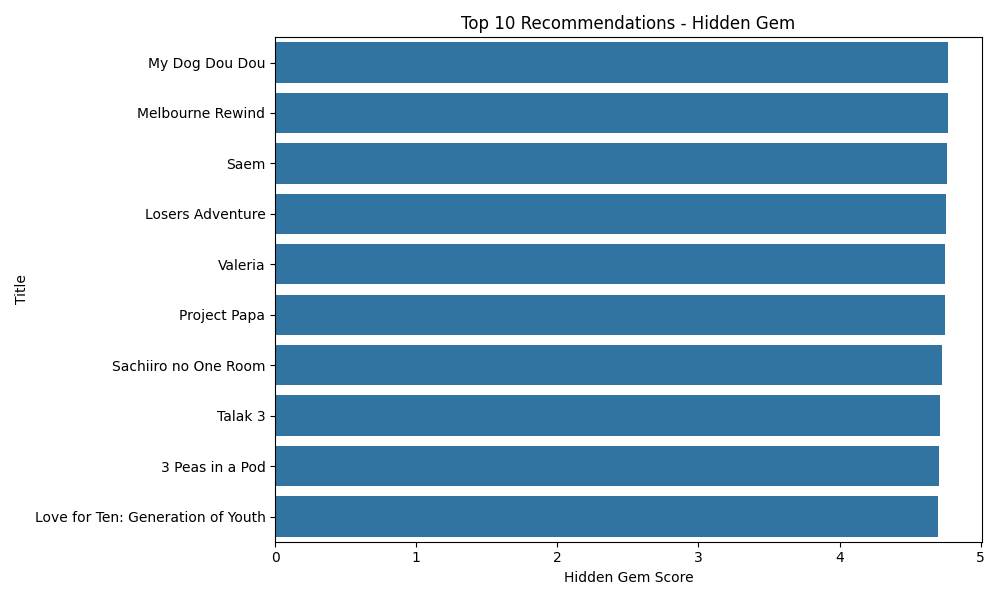 Top 10 Recommendations - Hidden Gem
Title
My Dog Dou Dou
Melbourne Rewind
Saem
Losers Adventure
Valeria
Project Papa
Sachiiro no One Room
Talak 3
3 Peas in a Pod
Love for Ten: Generation of Youth
0 1 2 3 4 5
Hidden Gem Score